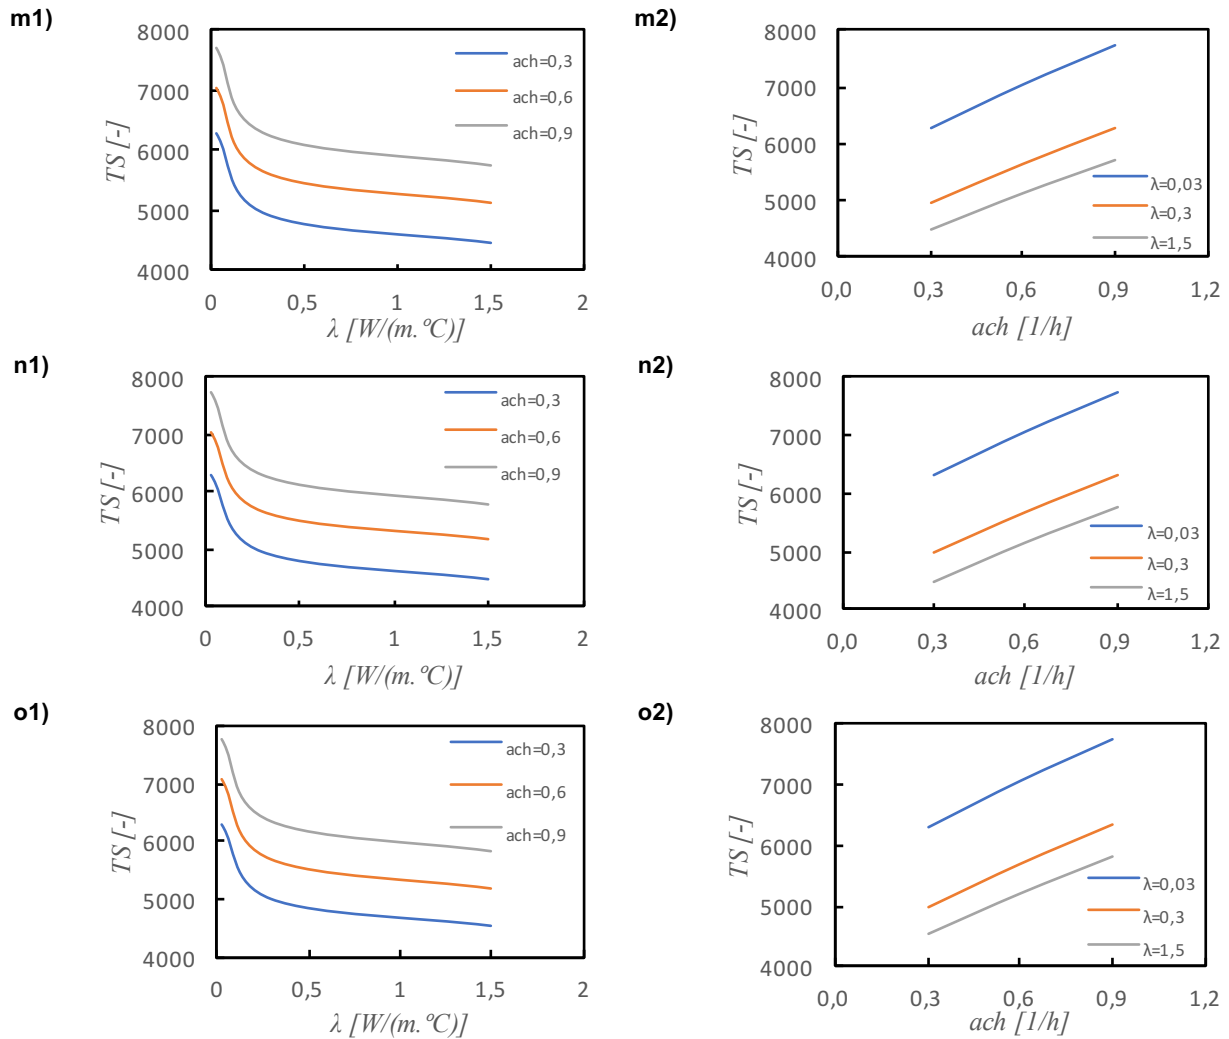 m1)
8000
7000
6000
5000
4000
TS [-]
ach=0,3
ach=0,6
ach=0,9
0 0,5 1 1,5 2
λ [W/(m.ºC)]
m2)
8000
7000
6000
5000
4000
TS [-]
λ=0,03
λ=0,3
λ=1,5
0,0 0,3 0,6 0,9 1,2
ach [1/h]
n1)
8000
7000
6000
5000
4000
TS [-]
ach=0,3
ach=0,6
ach=0,9
0 0,5 1 1,5 2
λ [W/(m.ºC)]
n2)
8000
7000
6000
5000
4000
TS [-]
λ=0,03
λ=0,3
λ=1,5
0,0 0,3 0,6 0,9 1,2
ach [1/h]
o1)
8000
7000
6000
5000
4000
TS [-]
ach=0,3
ach=0,6
ach=0,9
0 0,5 1 1,5 2
λ [W/(m.ºC)]
o2)
8000
7000
6000
5000
4000
TS [-]
λ=0,03
λ=0,3
λ=1,5
0,0 0,3 0,6 0,9 1,2
ach [1/h]